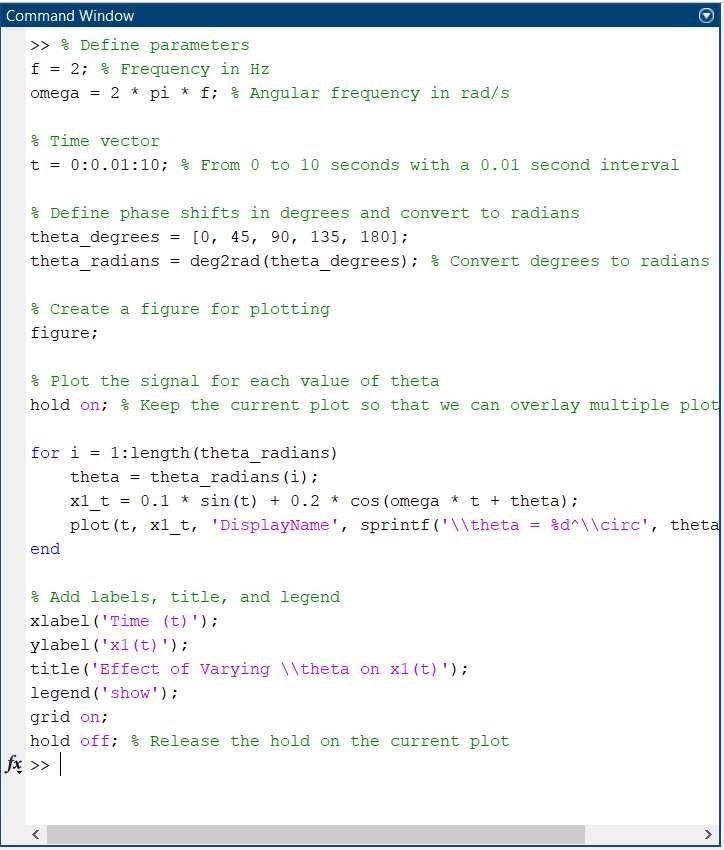 Command Window
>> % Define parameters
f = 2; % Frequency in Hz
omega = 2 * pi * f; % Angular frequency in rad/s
% Time vector
t = 0:0.01:10; % From 0 to 10 seconds with a 0.01 second interval
% Define phase shifts in degrees and convert to radians
theta_degrees = [0, 45, 90, 135, 180];
theta_radians = deg2rad(theta_degrees); % Convert degrees to radians
% Create a figure for plotting
figure;
% Plot the signal for each value of theta
hold on; % Keep the current plot so that we can overlay multiple plot
for i = 1:length(theta_radians)
    theta = theta_radians(i);
    x1_t = 0.1 * sin(t) + 0.2 * cos(omega * t + theta);
    plot(t, x1_t, 'DisplayName', sprintf('\\theta = %d^\\circ', theta
end
% Add labels, title, and legend
xlabel('Time (t)');
ylabel('x1(t)');
title('Effect of Varying \\theta on x1(t)');
legend('show');
grid on;
hold off; % Release the hold on the current plot
fx >>